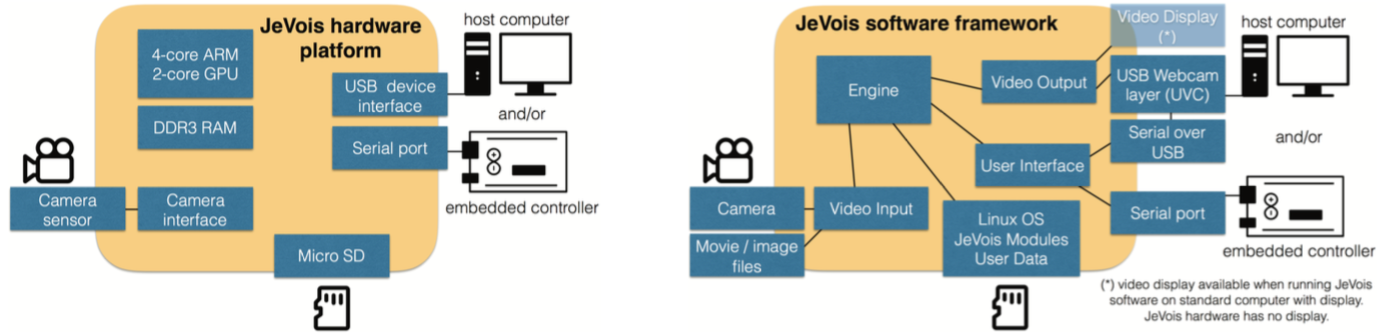 JeVois hardware
platform
4-core ARM
2-core GPU
DDR3 RAM
USB device
interface
Serial port
Camera
sensor
Camera
interface
Micro SD
host computer
and/or
embedded controller
JeVois software framework
Video Display
(*)
Engine
Video Output
USB Webcam
layer (UVC)
Serial over
USB
User Interface
Camera
Video Input
Movie / image
files
Linux OS
JeVois Modules
User Data
Serial port
host computer
and/or
embedded controller
(*) video display available when running JeVois
software on standard computer with display.
JeVois hardware has no display.